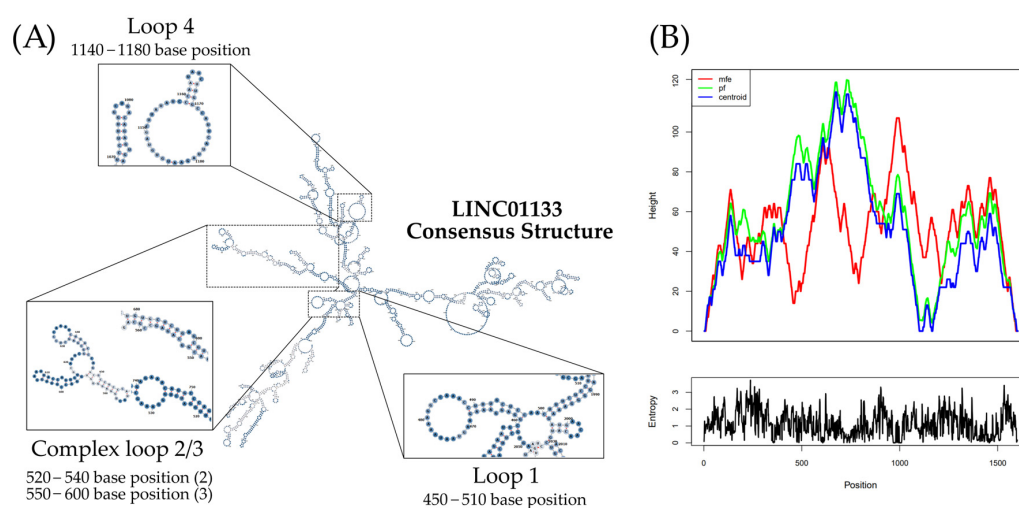 (A)
Loop 4
1140–1180 base position
LINC01133
Consensus Structure
Complex loop 2/3
520–540 base position (2)
550–600 base position (3)
Loop 1
450–510 base position
(B)
mfe
pf
centroid
Height
120
100
80
60
40
20
0
Entropy
3
2
1
0
0
500
1000
1500
Position